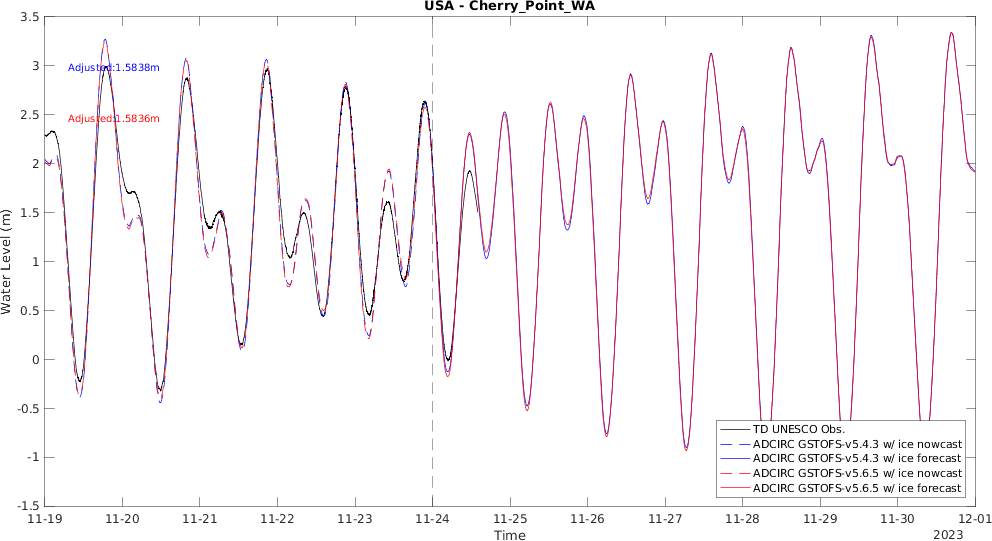 USA - Cherry_Point_WA
3.5
3
2.5
2
1.5
1
0.5
0
-0.5
-1
-1.5
Water Level (m)
Adjusted:1.5838m
Adjusted:1.5836m
TD UNESCO Obs.
ADCIRC GSTOFS-v5.4.3 w/ ice nowcast
ADCIRC GSTOFS-v5.4.3 w/ ice forecast
ADCIRC GSTOFS-v5.6.5 w/ ice nowcast
ADCIRC GSTOFS-v5.6.5 w/ ice forecast
11-19 11-20 11-21 11-22 11-23 11-24 11-25 11-26 11-27 11-28 11-29 11-30 12-01
Time
2023